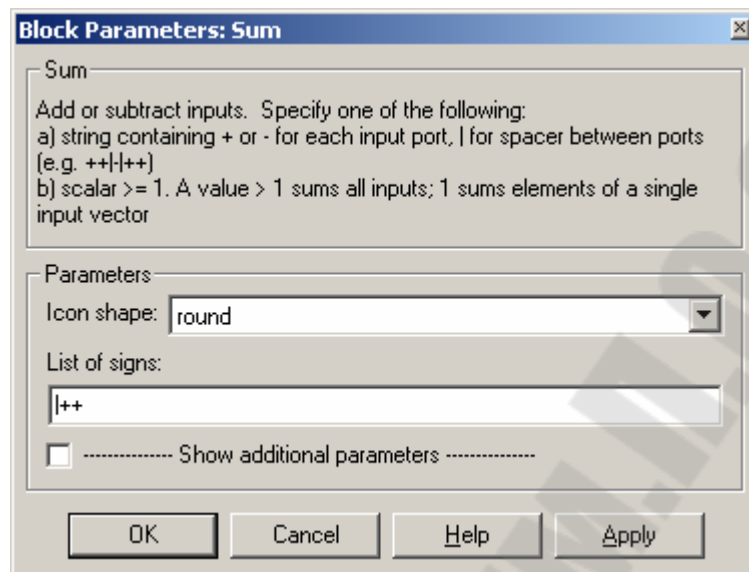 Block Parameters: Sum
Sum
Add or subtract inputs. Specify one of the following:
a) string containing + or - for each input port, | for spacer between ports
(e.g. ++|-|++)
b) scalar >= 1. A value > 1 sums all inputs; 1 sums elements of a single
input vector
Parameters
Icon shape: round
List of signs:
|++
--------------- Show additional parameters ---------------
OK Cancel Help Apply